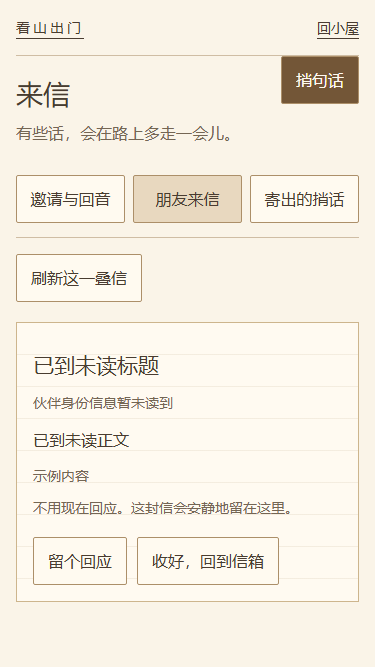 看山出门
回小屋
捎句话
来信
有些话，会在路上多走一会儿。
邀请与回音
朋友来信
寄出的捎话
刷新这一叠信
已到未读标题
伙伴身份信息暂未读到
已到未读正文
示例内容
不用现在回应。这封信会安静地留在这里。
留个回应
收好，回到信箱